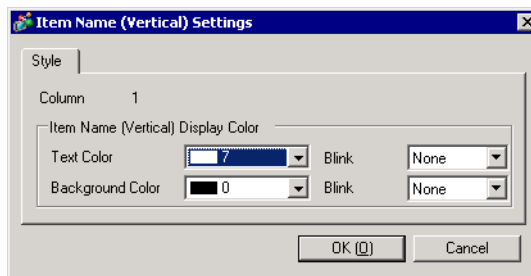 Item Name (Vertical) Settings
Style
Column 1
Item Name (Vertical) Display Color
Text Color 7 Blink None
Background Color 0 Blink None
OK (O) Cancel